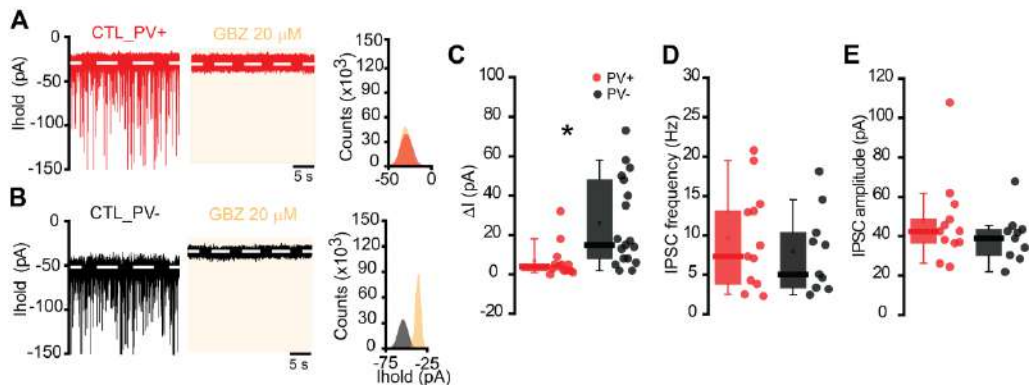 A
CTL_PV+
GBZ 20 μM
Ihold (pA)
0
-50
-100
-150
5 s
Counts (x10³)
150
120
90
60
30
0
-50
0
B
CTL_PV-
GBZ 20 μM
Ihold (pA)
0
-50
-100
-150
5 s
Counts (x10³)
150
120
90
60
30
0
-75
-25
Ihold (pA)
C
PV+
PV-
*
ΔI (pA)
100
80
60
40
20
0
-20
D
IPSC frequency (Hz)
30
25
20
15
10
5
0
E
IPSC amplitude (pA)
120
100
80
60
40
20
0